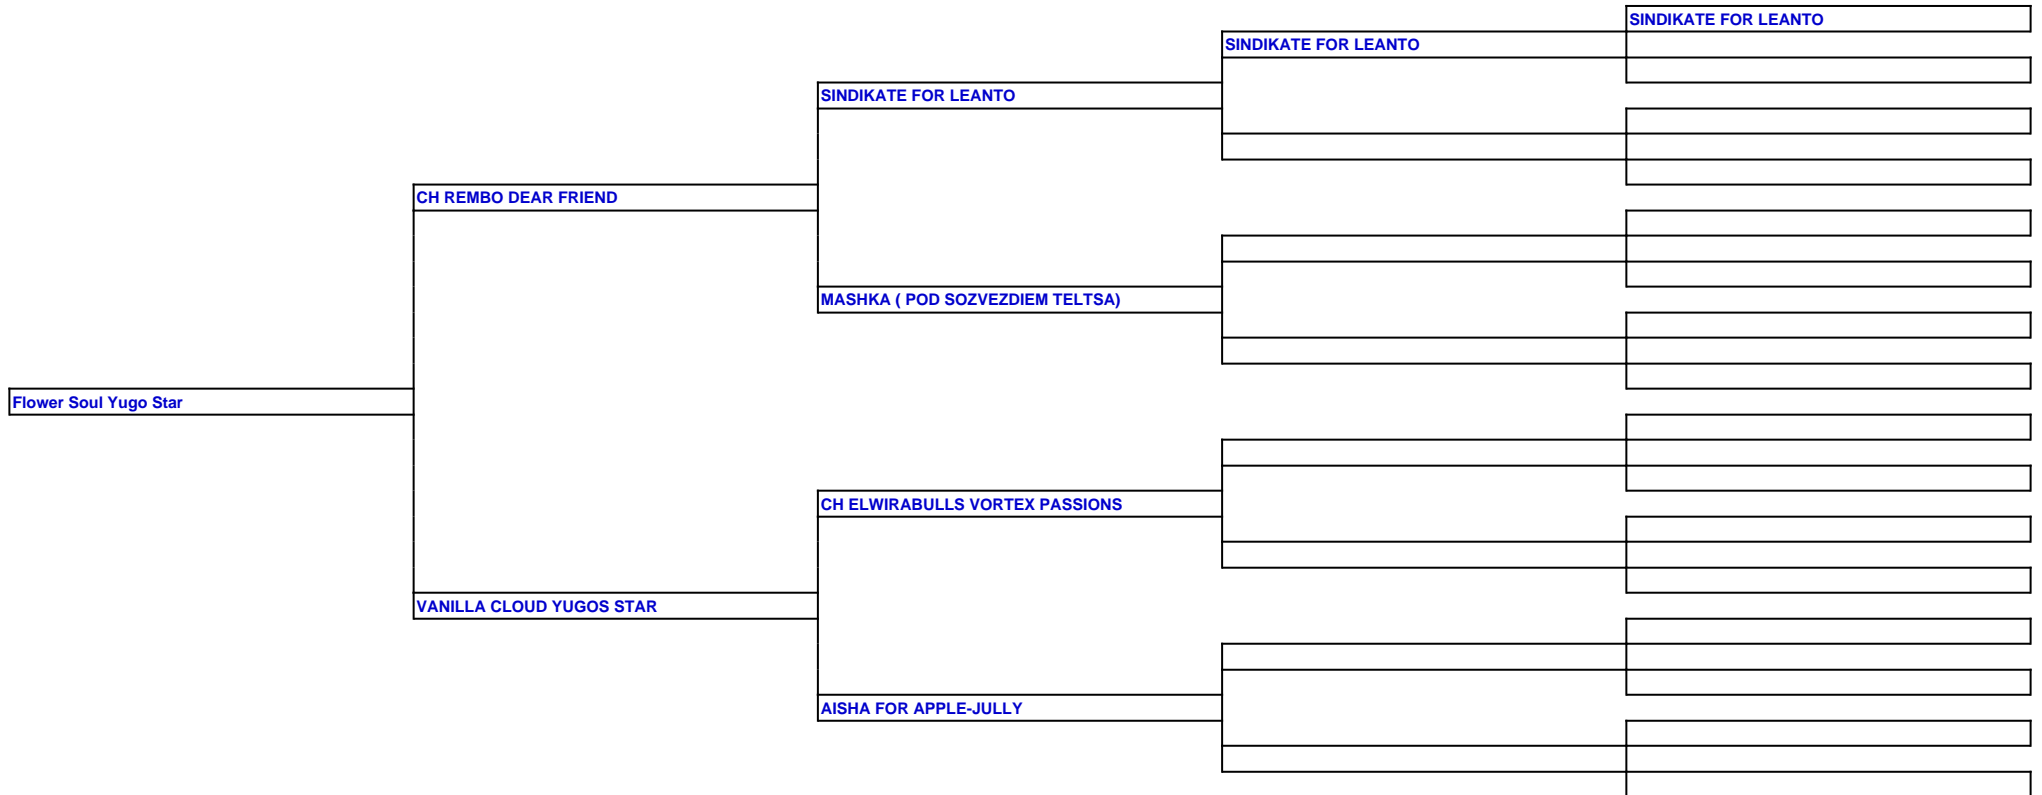 SINDIKATE FOR LEANTO
SINDIKATE FOR LEANTO
SINDIKATE FOR LEANTO
CH REMBO DEAR FRIEND
MASHKA ( POD SOZVEZDIEM TELTSA)
Flower Soul Yugo Star
CH ELWIRABULLS VORTEX PASSIONS
VANILLA CLOUD YUGOS STAR
AISHA FOR APPLE-JULLY